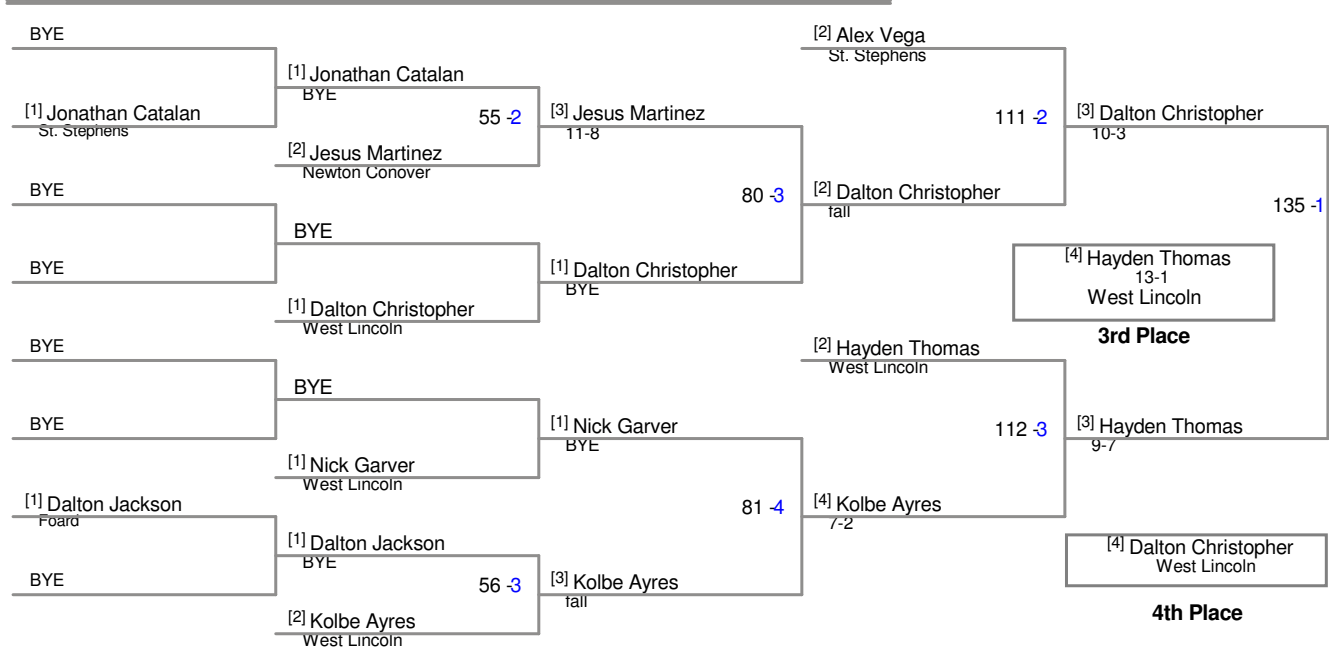 BYE
[1] Jonathan Catalan
St. Stephens
BYE
BYE
BYE
BYE
[1] Dalton Jackson
Foard
BYE
[1] Jonathan Catalan
BYE
55 -2
[2] Jesus Martinez
Newton Conover
BYE
[1] Dalton Christopher
West Lincoln
BYE
[1] Nick Garver
West Lincoln
[1] Dalton Jackson
BYE
56 -3
[2] Kolbe Ayres
West Lincoln
[3] Jesus Martinez
11-8
80 -3
[1] Dalton Christopher
BYE
[1] Nick Garver
BYE
81 -4
[3] Kolbe Ayres
fall
[2] Alex Vega
St. Stephens
111 -2
[2] Dalton Christopher
fall
[2] Hayden Thomas
West Lincoln
112 -3
[4] Kolbe Ayres
7-2
[3] Dalton Christopher
10-3
135 -1
[4] Hayden Thomas
13-1
West Lincoln
3rd Place
[3] Hayden Thomas
9-7
[4] Dalton Christopher
West Lincoln
4th Place